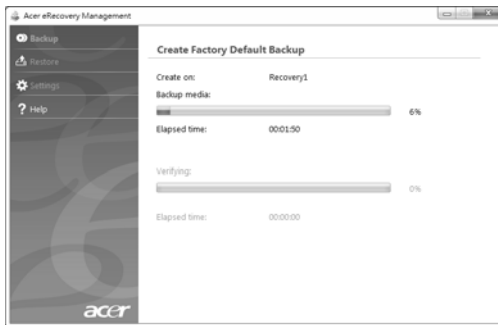 Acer eRecovery Management
Backup
Restore
Settings
? Help
acer
Create Factory Default Backup
Create on: Recovery1
Backup media:
6%
Elapsed time: 00:01:50
Verifying:
0%
Elapsed time: 00:00:00